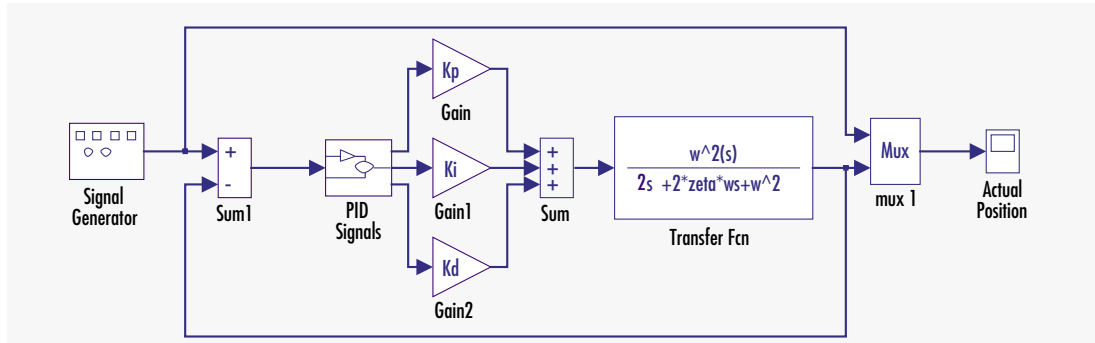 Signal
Generator
+
-
Sum1
PID
Signals
Kp
Gain
Ki
Gain1
Kd
Gain2
+
+
+
Sum
w^2(s)
2s +2*zeta*ws+w^2
Transfer Fcn
Mux
mux 1
Actual
Position